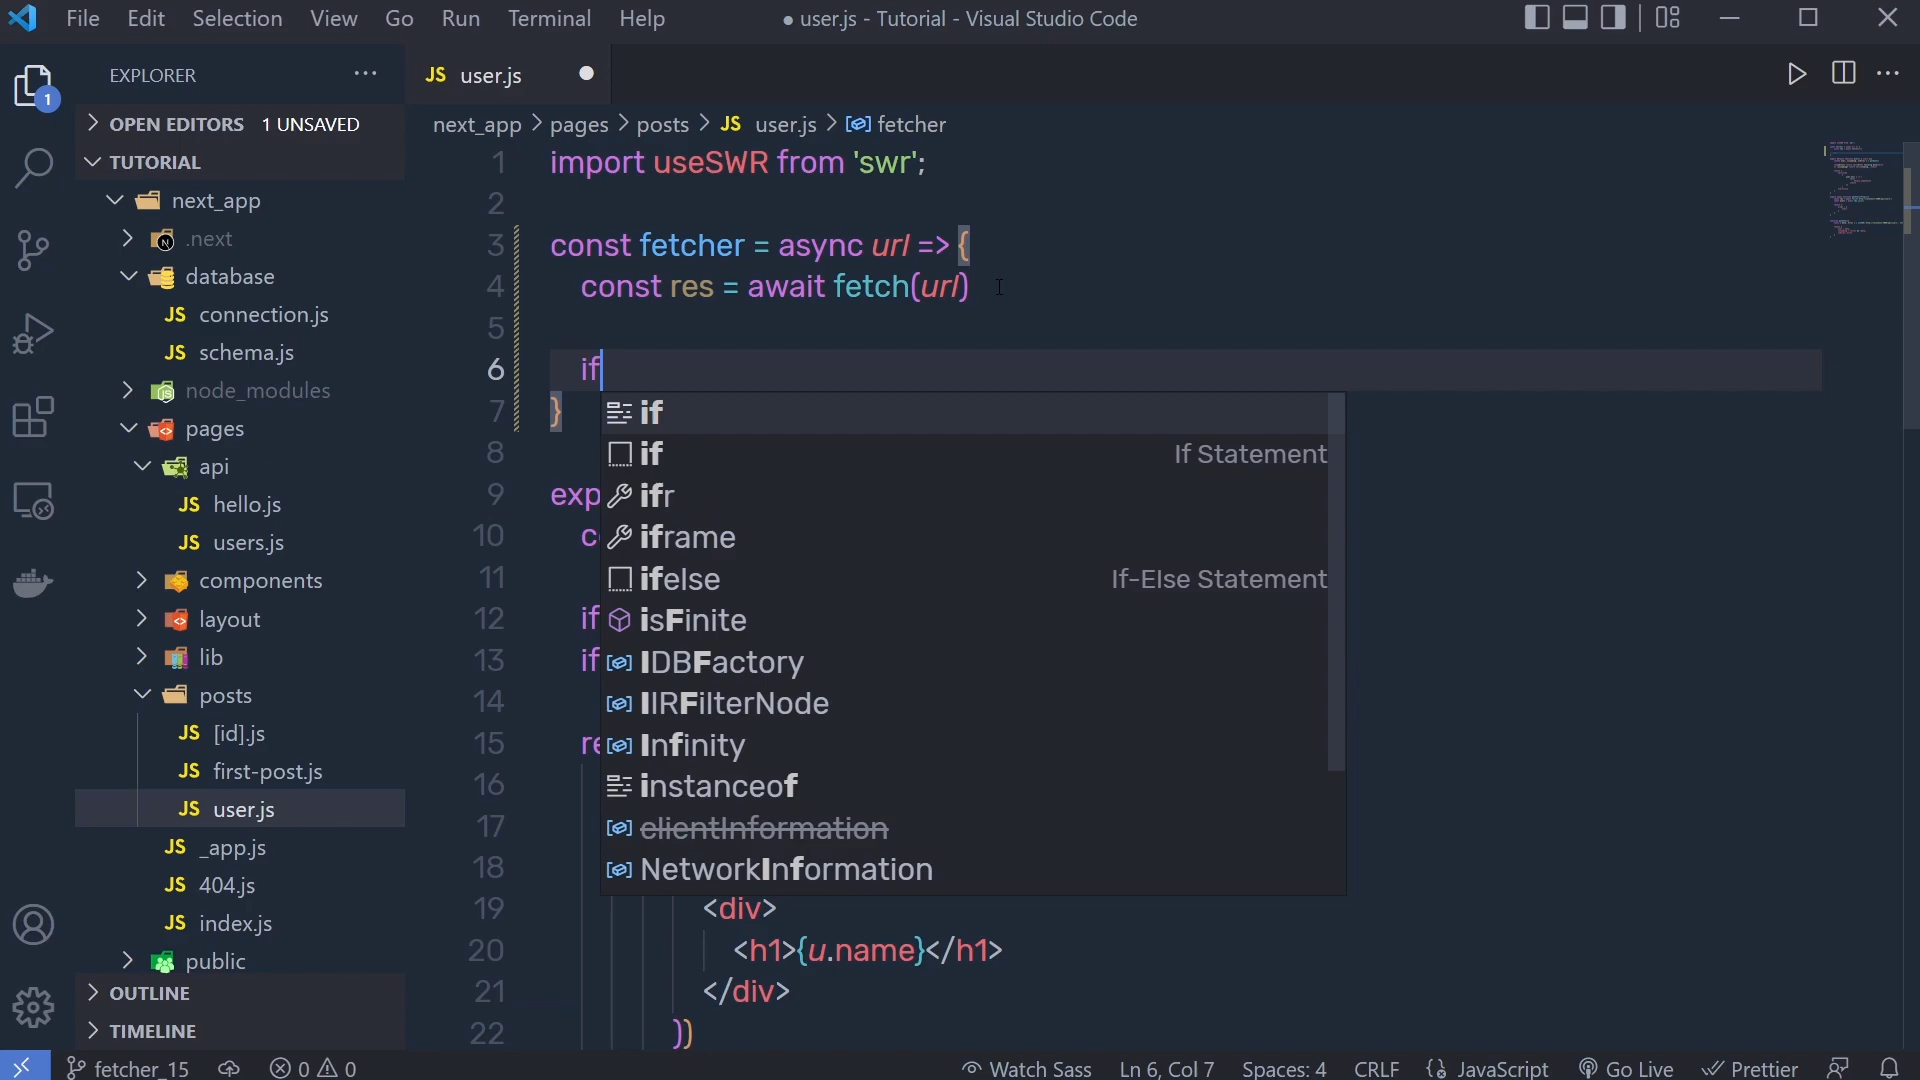 File Edit Selection View Go Run Terminal Help
● user.js - Tutorial - Visual Studio Code
EXPLORER ···
1
OPEN EDITORS 1 UNSAVED
TUTORIAL
next_app
.next
database
JS connection.js
JS schema.js
node_modules
pages
api
JS hello.js
JS users.js
components
layout
lib
posts
JS [id].js
JS first-post.js
JS user.js
JS _app.js
JS 404.js
JS index.js
public
OUTLINE
TIMELINE
JS user.js ●
next_app > pages > posts > JS user.js > fetcher
1 import useSWR from 'swr';
2
3 const fetcher = async url => {
4 const res = await fetch(url)
5
6 if
7 }
if
8
if If Statement
9 exp
ifr
10 c
iframe
11
ifelse If-Else Statement
12 if
isFinite
13 if
IDBFactory
14
IIRFilterNode
15 re
Infinity
16
instanceof
17
clientInformation
18
NetworkInformation
19 <div>
20 <h1>{u.name}</h1>
21 </div>
22 ))
fetcher_15 0 0 Watch Sass Ln 6, Col 7 Spaces: 4 CRLF JavaScript Go Live Prettier